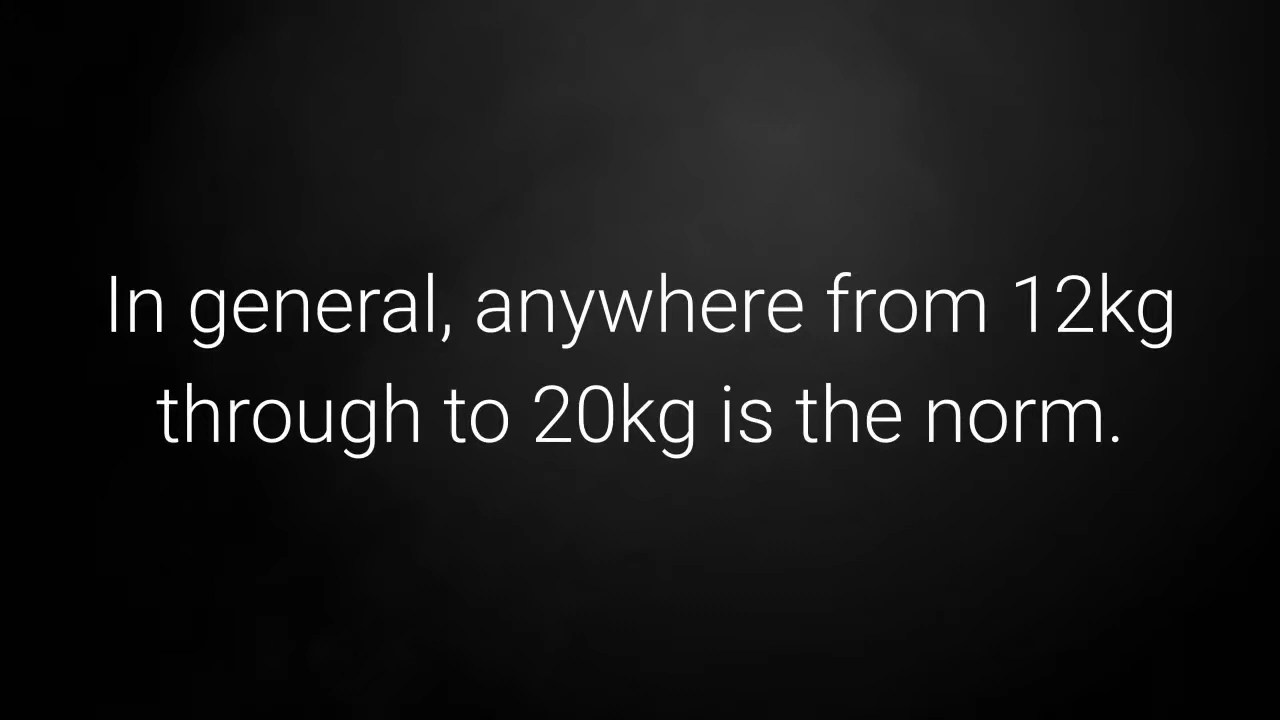 In general, anywhere from 12kg
through to 20kg is the norm.